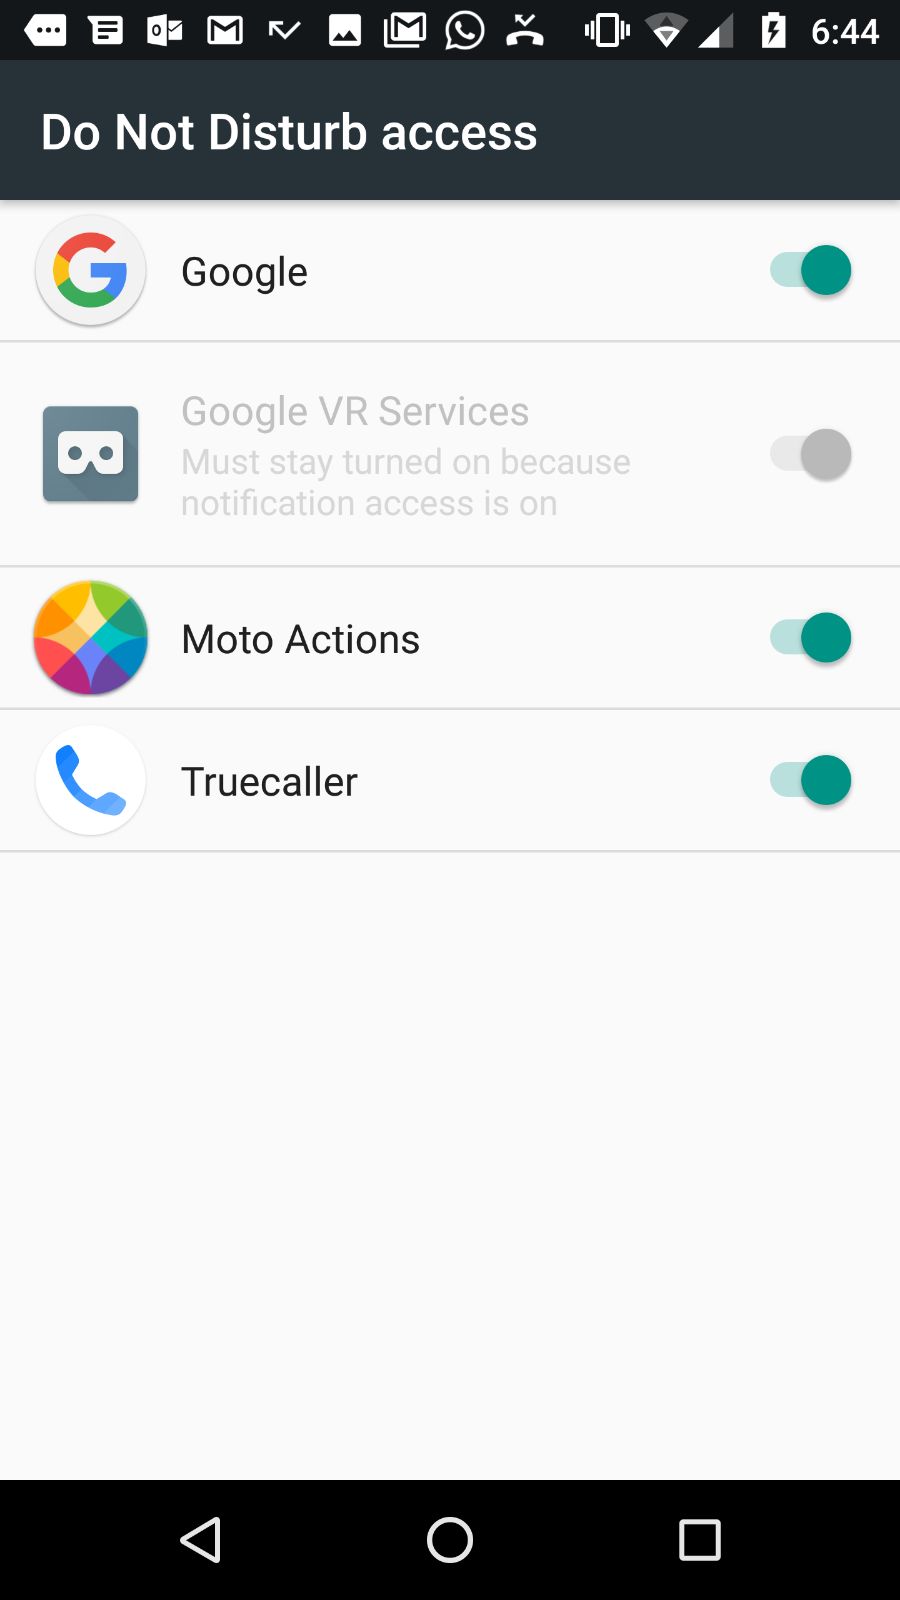 6:44
Do Not Disturb access
Google
Google VR Services
Must stay turned on because
notification access is on
Moto Actions
Truecaller